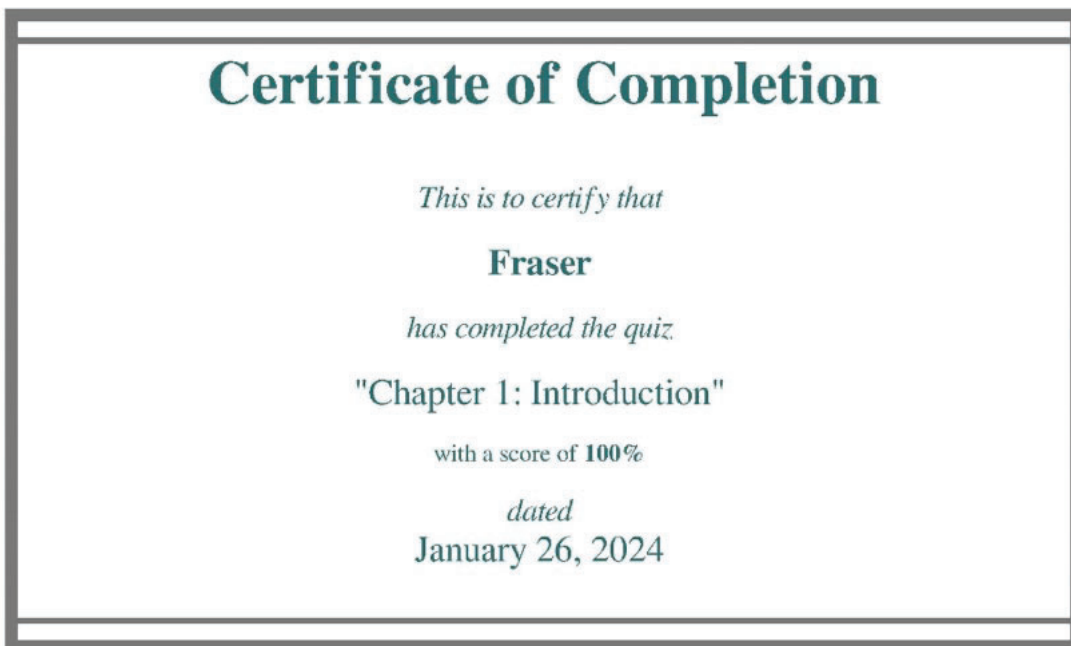 Certificate of Completion
This is to certify that
Fraser
has completed the quiz
"Chapter 1: Introduction"
with a score of 100%
dated
January 26, 2024